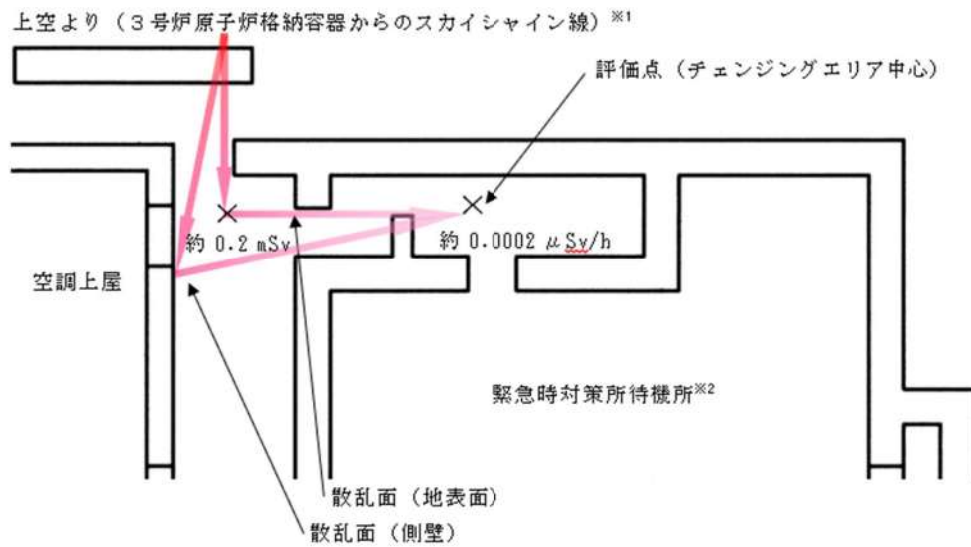 上空より（３号炉原子炉格納容器からのスカイシャイン線）※1
評価点（チェンジングエリア中心）
約 0.2 mSv
約 0.0002 μSv/h
空調上屋
緊急時対策所待機所※2
散乱面（地表面）
散乱面（側壁）